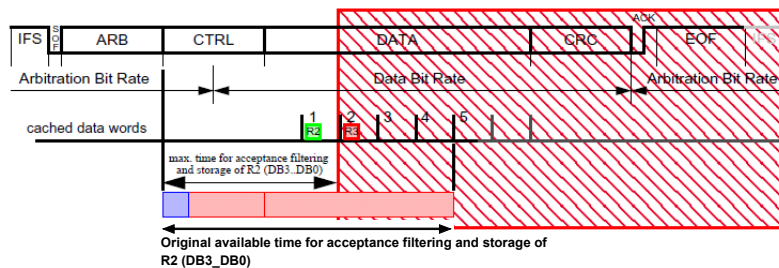 ACK
IFS SOF ARB CTRL DATA CRC EOF IFS
Arbitration Bit Rate Data Bit Rate Arbitration Bit Rate
1 2 3 4 5
cached data words R2 R3
max. time for acceptance filtering
and storage of R2 (DB3..DB0)
Original available time for acceptance filtering and storage of
R2 (DB3_DB0)